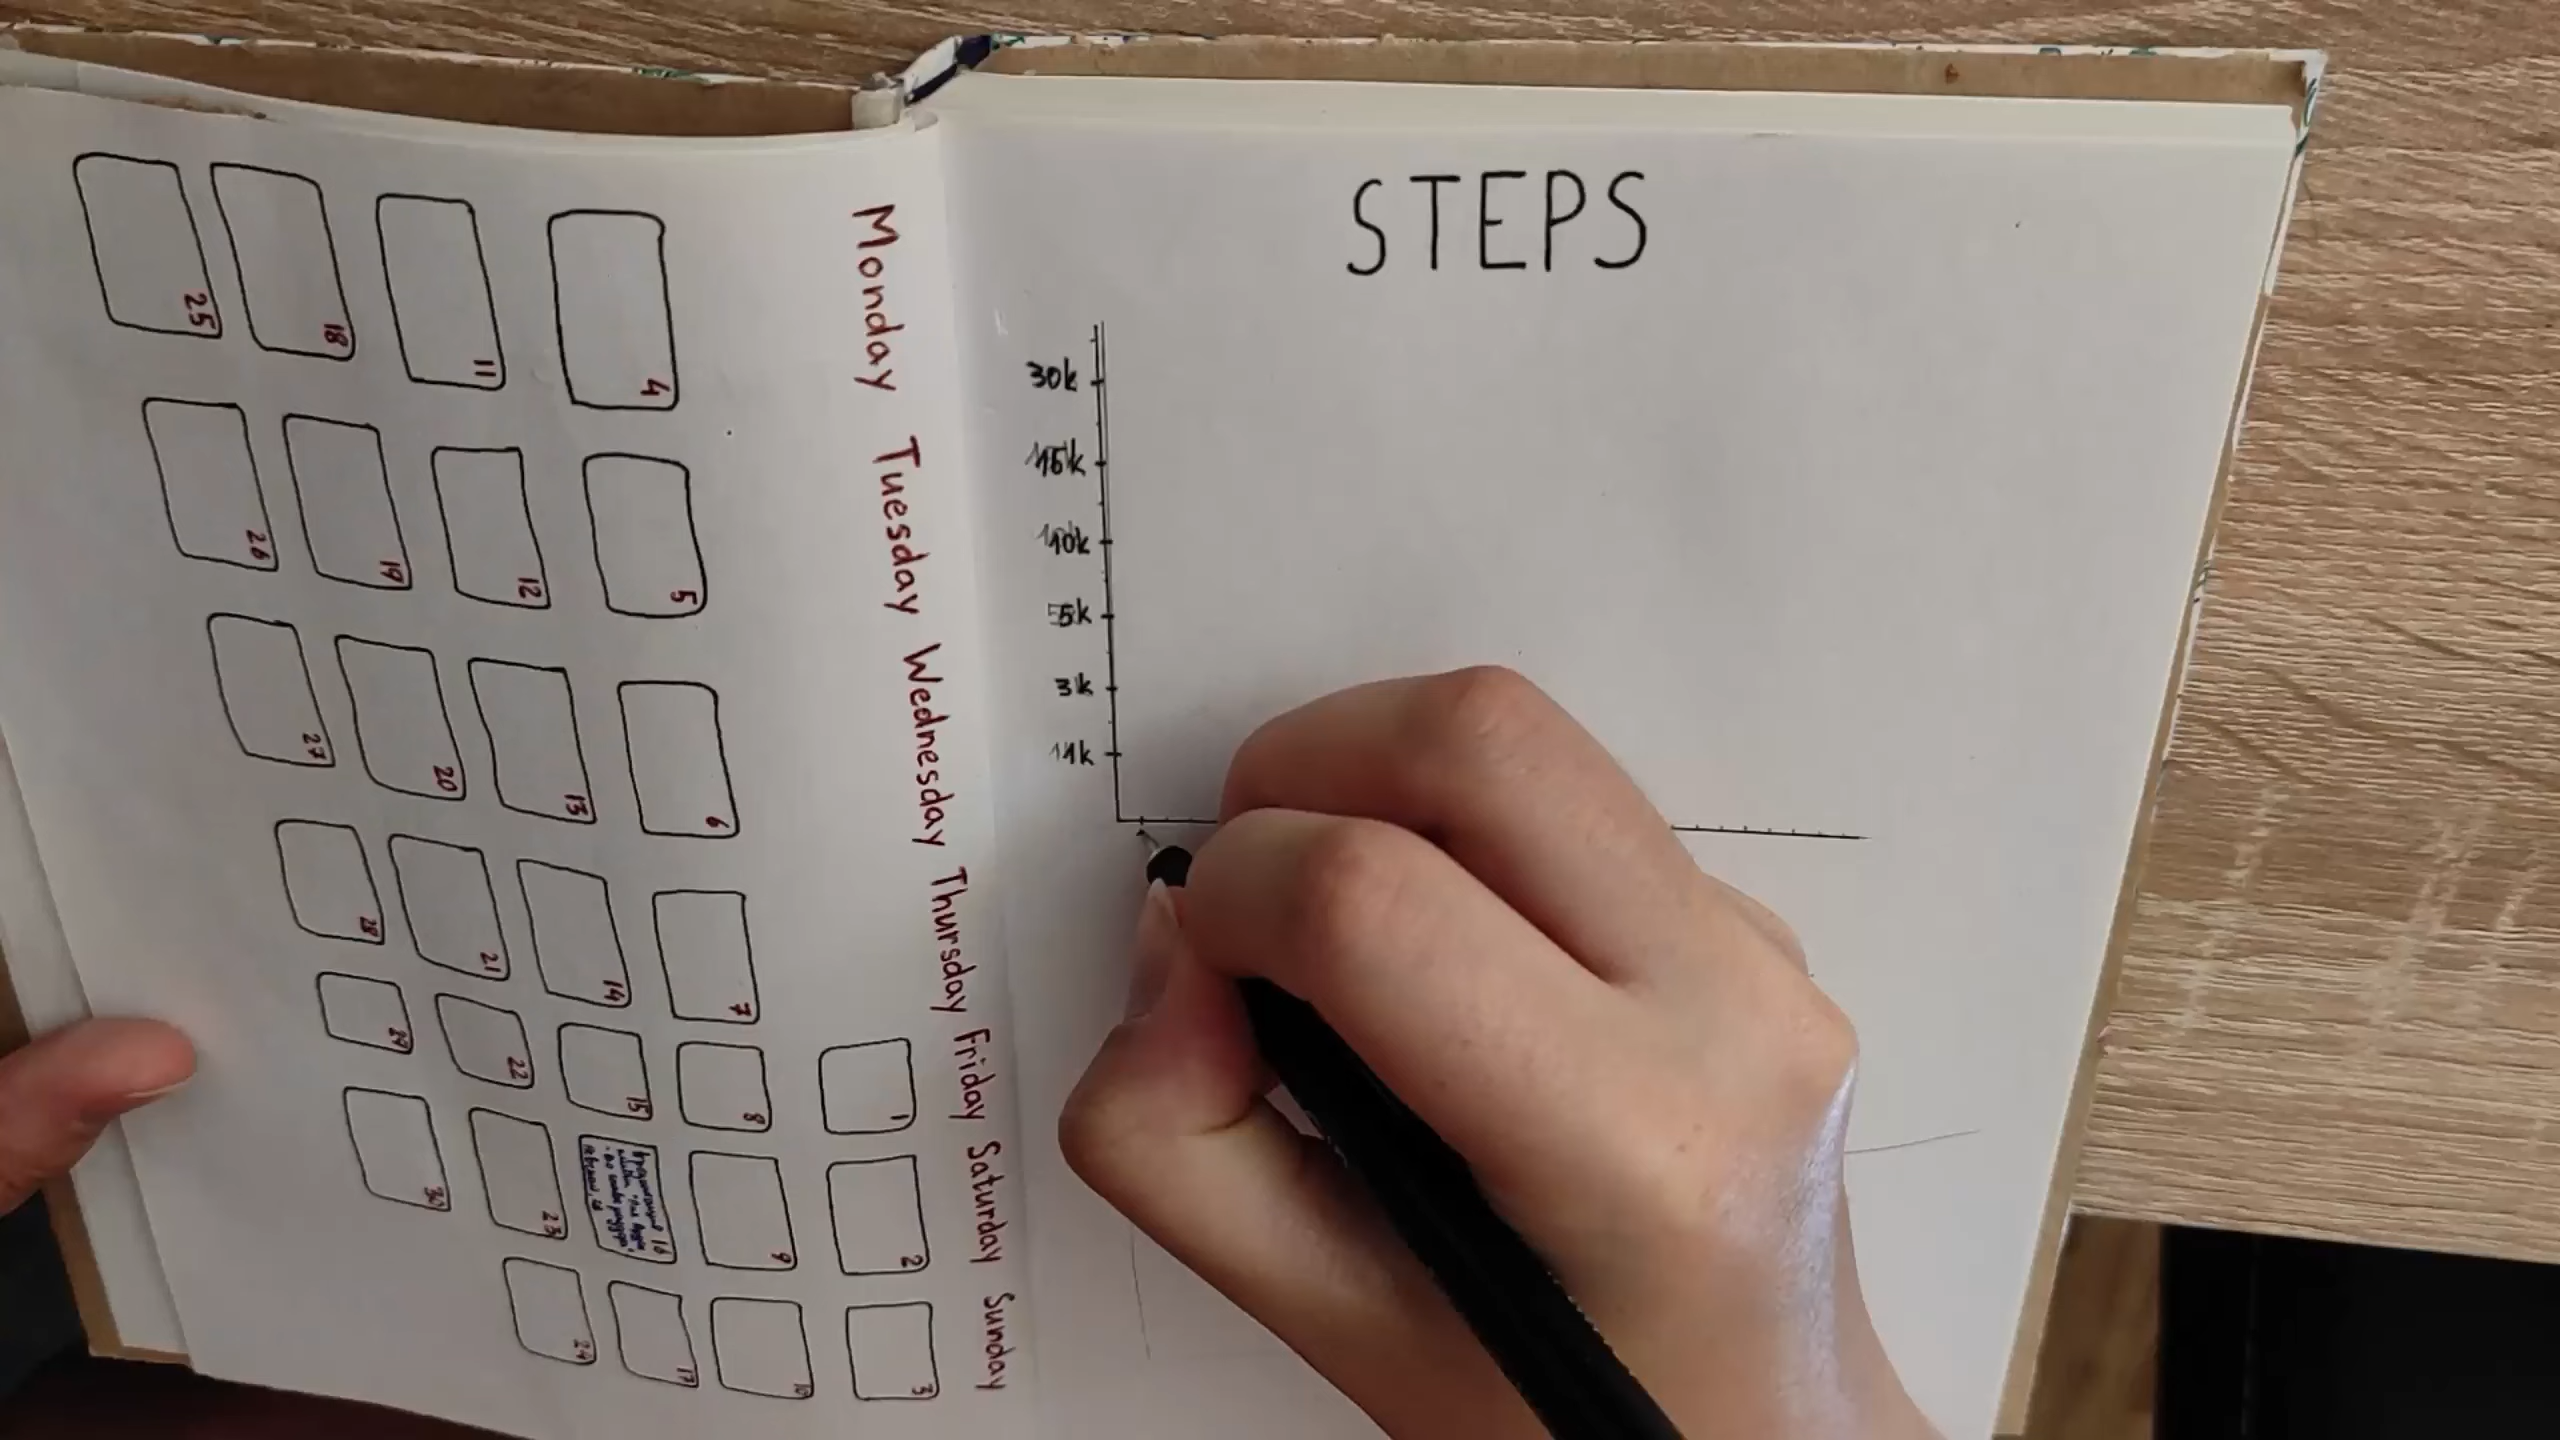 STEPS
30k
15k
10k
5k
3k
1k
Monday Tuesday Wednesday Thursday Friday Saturday Sunday
1 2 3
4 5 6 7 8 9 10
11 12 13 14 15 17
18 19 20 21 22 23 24
25 26 27 28 29 30